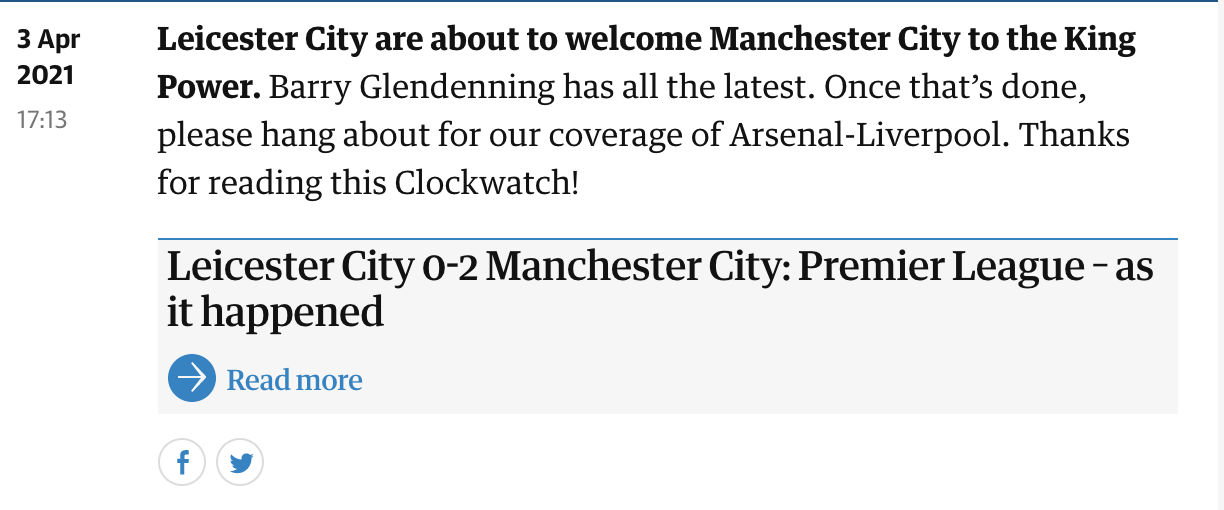 3 Apr
2021
17:13
Leicester City are about to welcome Manchester City to the King
Power. Barry Glendenning has all the latest. Once that’s done,
please hang about for our coverage of Arsenal-Liverpool. Thanks
for reading this Clockwatch!
Leicester City 0-2 Manchester City: Premier League – as
it happened
Read more